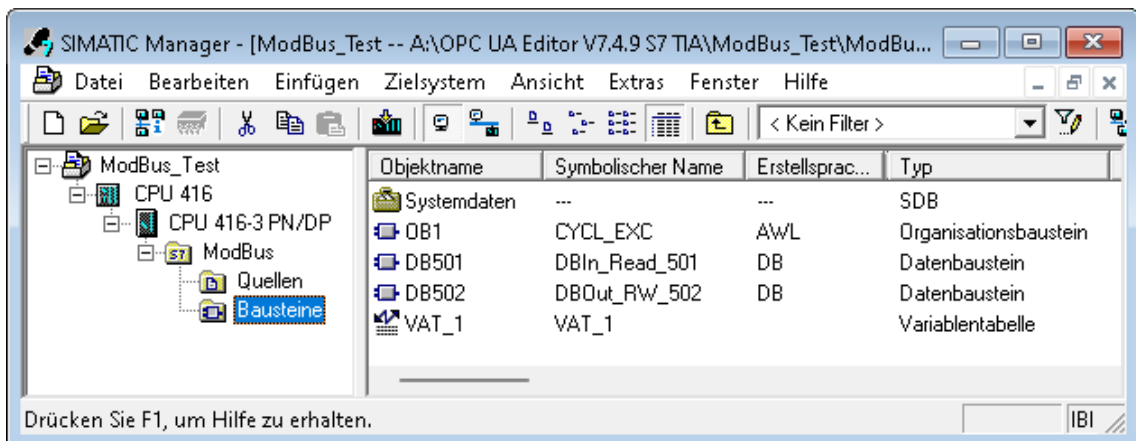 SIMATIC Manager - [ModBus_Test -- A:\OPC UA Editor V7.4.9 S7 TIA\ModBus_Test\ModBu...
Datei Bearbeiten Einfügen Zielsystem Ansicht Extras Fenster Hilfe
< Kein Filter >
ModBus_Test
CPU 416
CPU 416-3 PN/DP
S7 ModBus
Quellen
Bausteine
Objektname Symbolischer Name Erstellsprac... Typ
Systemdaten --- --- SDB
OB1 CYCL_EXC AWL Organisationsbaustein
DB501 DBIn_Read_501 DB Datenbaustein
DB502 DBOut_RW_502 DB Datenbaustein
VAT_1 VAT_1 Variablentabelle
Drücken Sie F1, um Hilfe zu erhalten. IBI